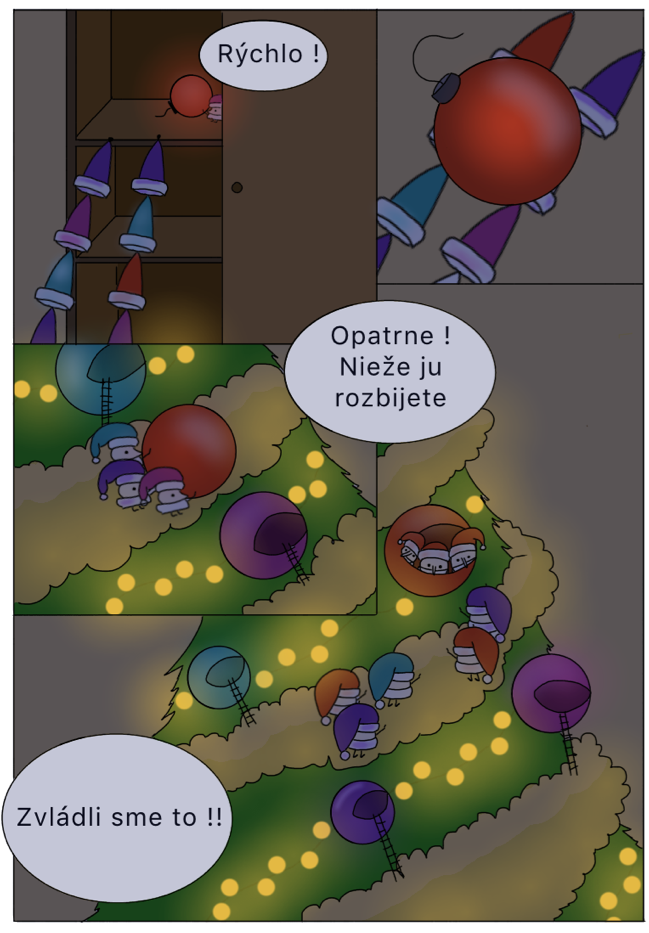 Rýchlo !
Opatrne !
Nieže ju
rozbijete
Zvládli sme to !!